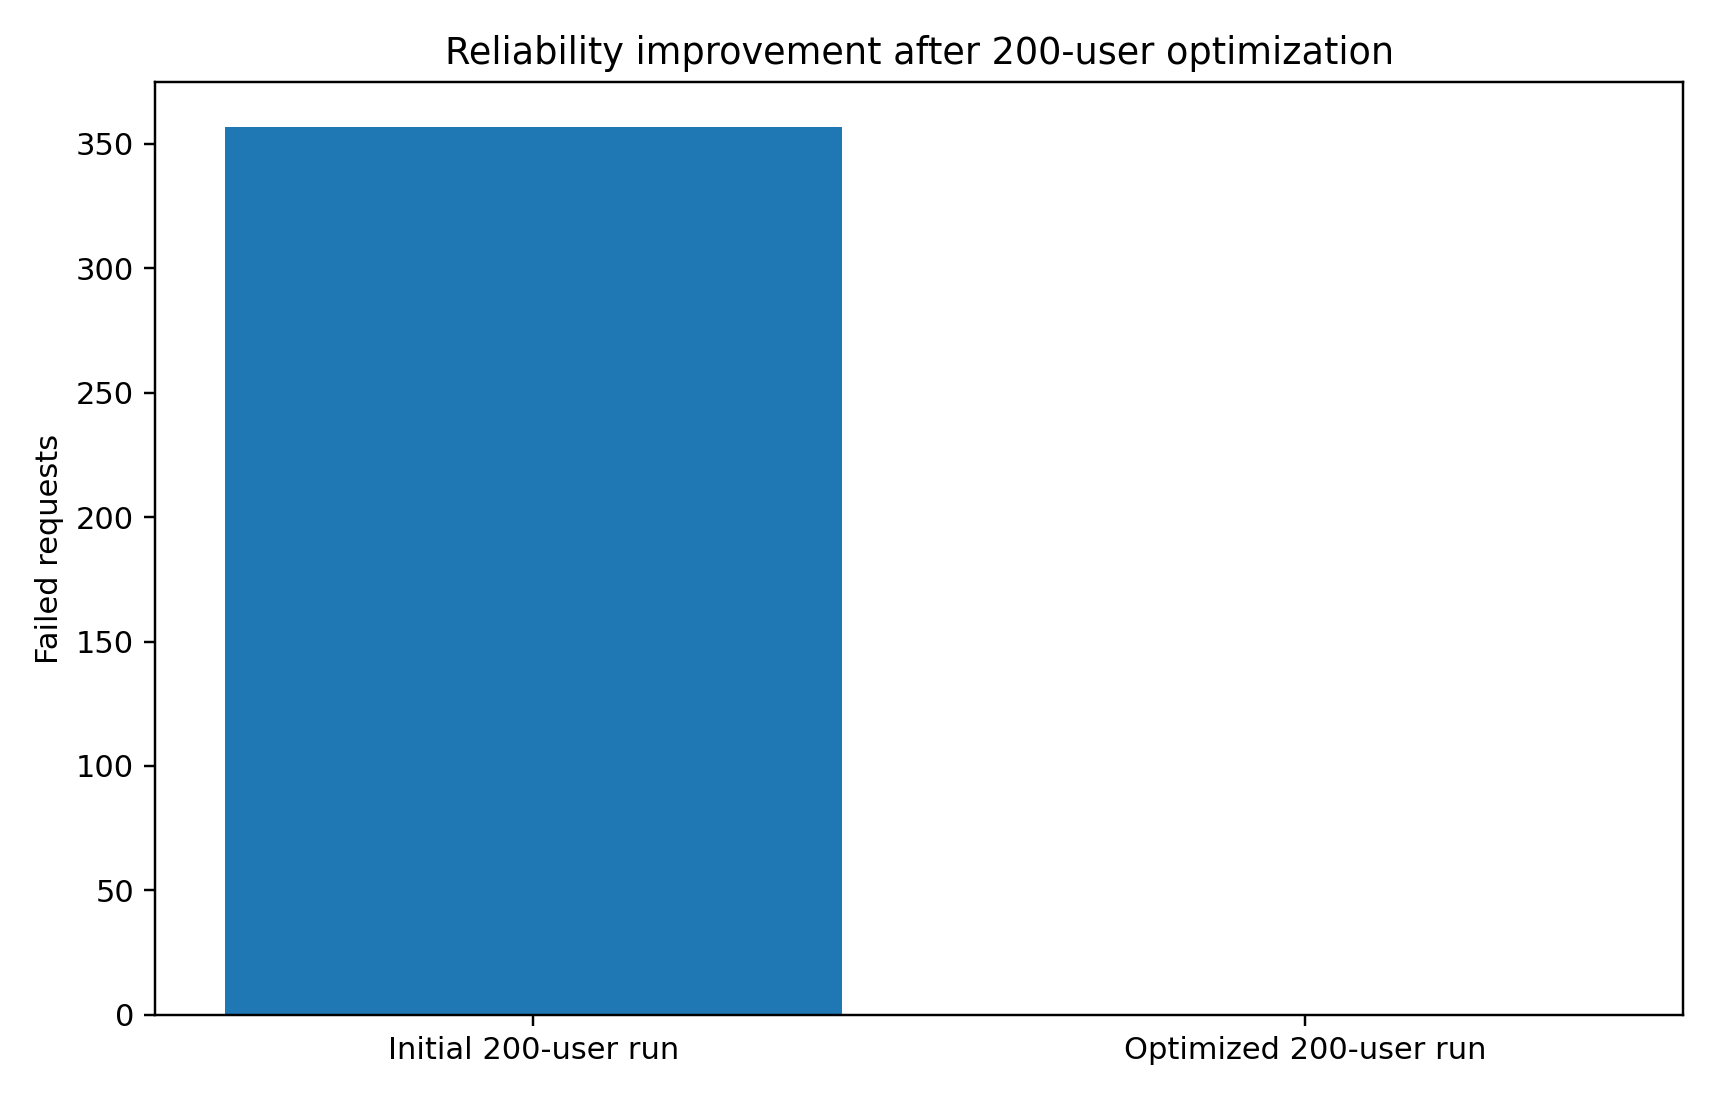 Reliability improvement after 200-user optimization
Failed requests
350
300
250
200
150
100
50
0
Initial 200-user run
Optimized 200-user run